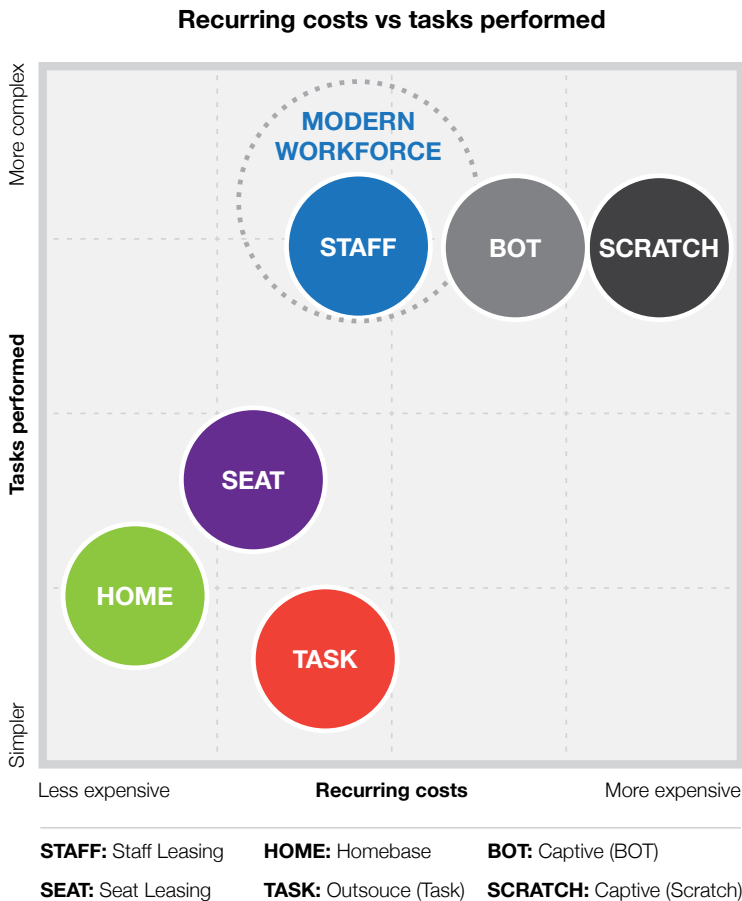 Recurring costs vs tasks performed
More complex
MODERN
WORKFORCE
STAFF
BOT
SCRATCH
Tasks performed
SEAT
HOME
TASK
Simpler
Less expensive
Recurring costs
More expensive
STAFF: Staff Leasing
HOME: Homebase
BOT: Captive (BOT)
SEAT: Seat Leasing
TASK: Outsouce (Task)
SCRATCH: Captive (Scratch)